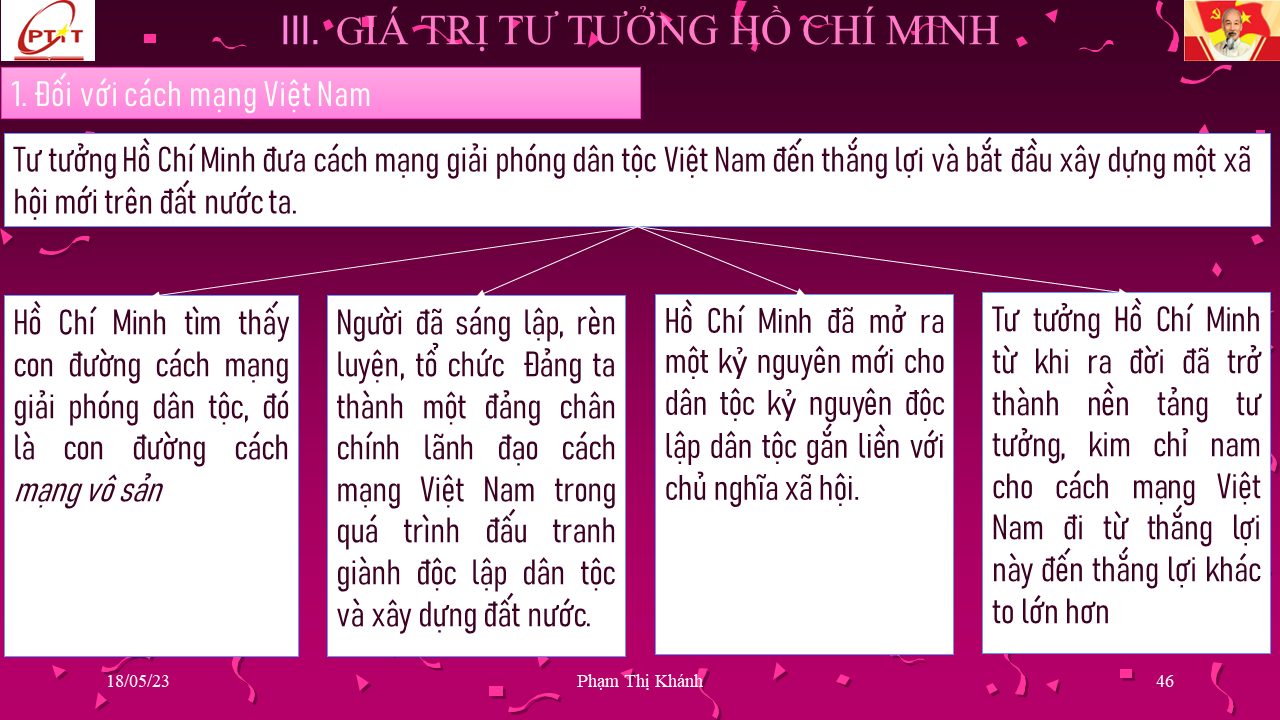 PTIT
III. GIÁ TRỊ TƯ TƯỞNG HỒ CHÍ MINH
1. Đối với cách mạng Việt Nam
Tư tưởng Hồ Chí Minh đưa cách mạng giải phóng dân tộc Việt Nam đến thắng lợi và bắt đầu xây dựng một xã
hội mới trên đất nước ta.
Hồ Chí Minh tìm thấy
con đường cách mạng
giải phóng dân tộc, đó
là con đường cách
mạng vô sản
Người đã sáng lập, rèn
luyện, tổ chức Đảng ta
thành một đảng chân
chính lãnh đạo cách
mạng Việt Nam trong
quá trình đấu tranh
giành độc lập dân tộc
và xây dựng đất nước.
Hồ Chí Minh đã mở ra
một kỷ nguyên mới cho
dân tộc kỷ nguyên độc
lập dân tộc gắn liền với
chủ nghĩa xã hội.
Tư tưởng Hồ Chí Minh
từ khi ra đời đã trở
thành nền tảng tư
tưởng, kim chỉ nam
cho cách mạng Việt
Nam đi từ thắng lợi
này đến thắng lợi khác
to lớn hơn
18/05/23
Phạm Thị Khánh
46